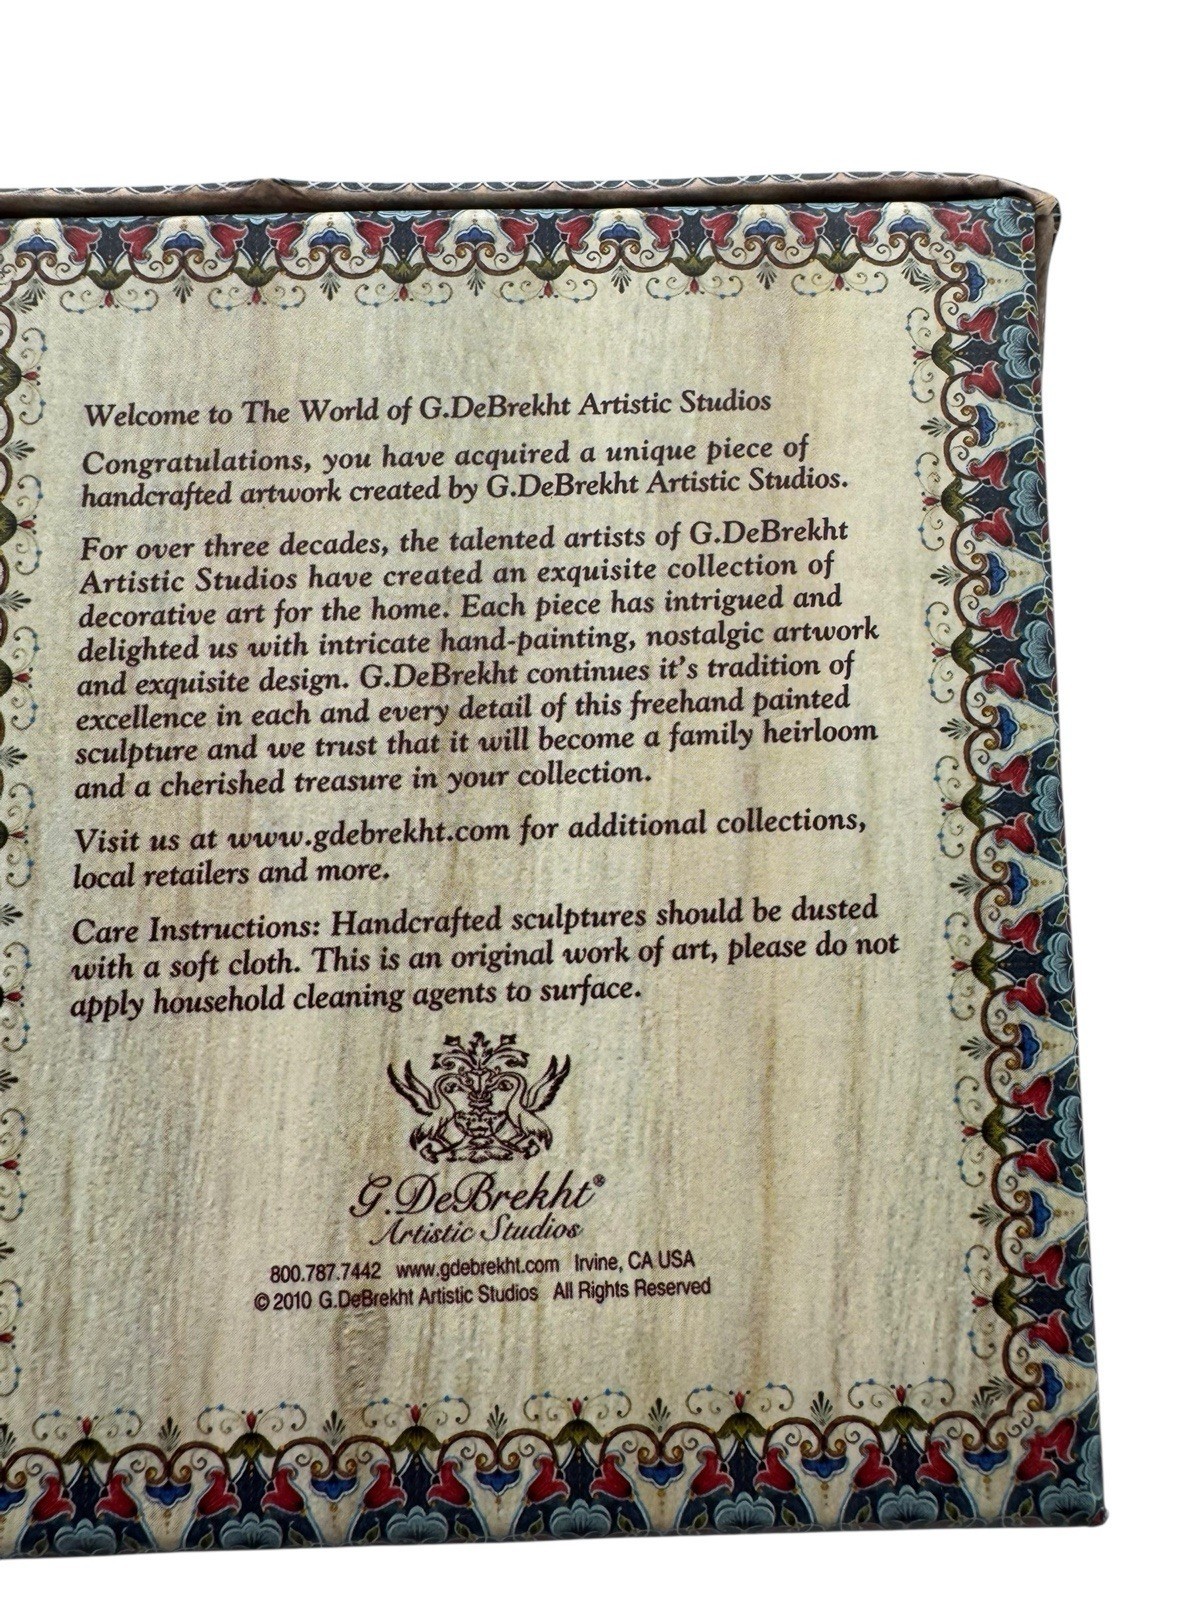 Welcome to The World of G.DeBrekht Artistic Studios
Congratulations, you have acquired a unique piece of
handcrafted artwork created by G.DeBrekht Artistic Studios.
For over three decades, the talented artists of G.DeBrekht
Artistic Studios have created an exquisite collection of
decorative art for the home. Each piece has intrigued and
delighted us with intricate hand-painting, nostalgic artwork
and exquisite design. G.DeBrekht continues it's tradition of
excellence in each and every detail of this freehand painted
sculpture and we trust that it will become a family heirloom
and a cherished treasure in your collection.
Visit us at www.gdebrekht.com for additional collections,
local retailers and more.
Care Instructions: Handcrafted sculptures should be dusted
with a soft cloth. This is an original work of art, please do not
apply household cleaning agents to surface.
G.DeBrekht®
Artistic Studios
800.787.7442 www.gdebrekht.com Irvine, CA USA
© 2010 G.DeBrekht Artistic Studios All Rights Reserved